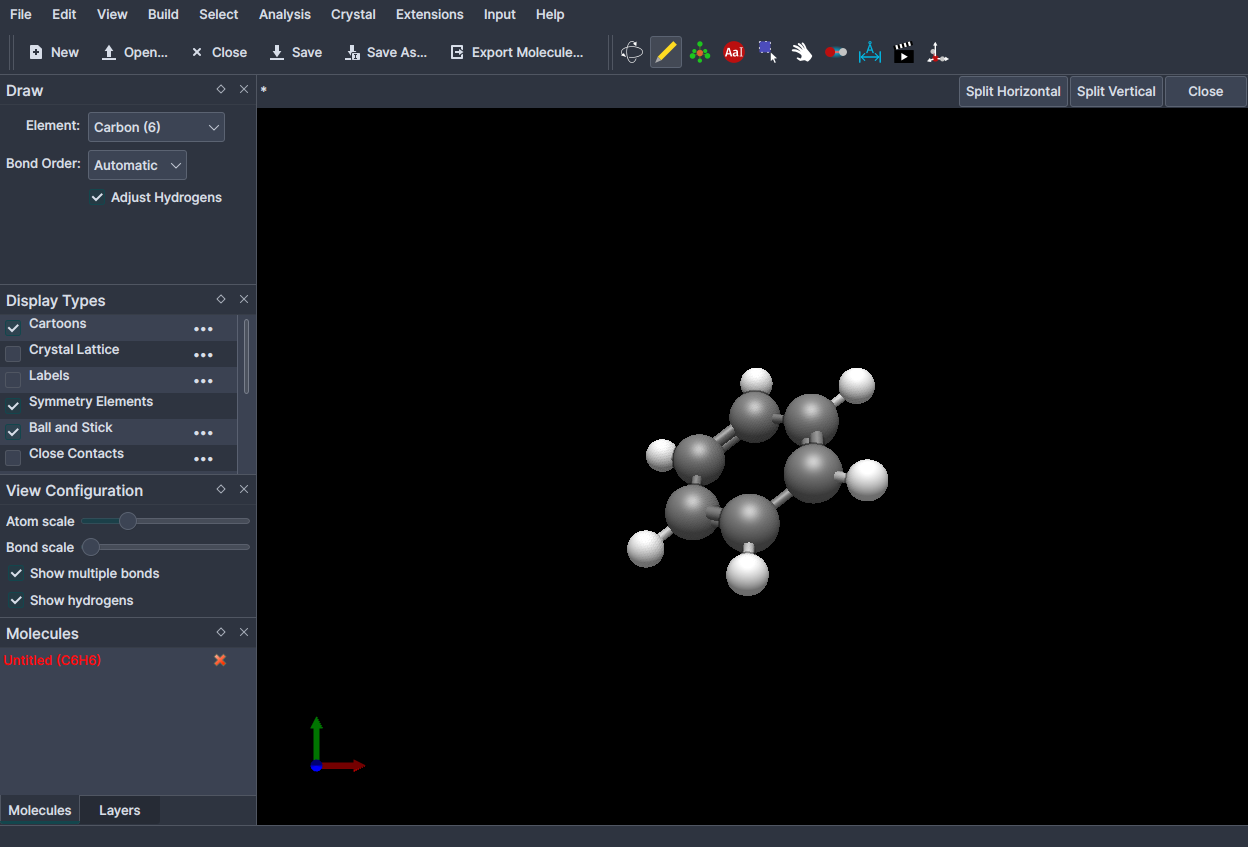 File Edit View Build Select Analysis Crystal Extensions Input Help
New Open... Close Save Save As... Export Molecule... Aa!
Draw
* Split Horizontal Split Vertical Close
Element: Carbon (6)
Bond Order: Automatic
Adjust Hydrogens
Display Types
Cartoons
Crystal Lattice
Labels
Symmetry Elements
Ball and Stick
Close Contacts
View Configuration
Atom scale
Bond scale
Show multiple bonds
Show hydrogens
Molecules
Untitled (C6H6)
Molecules Layers